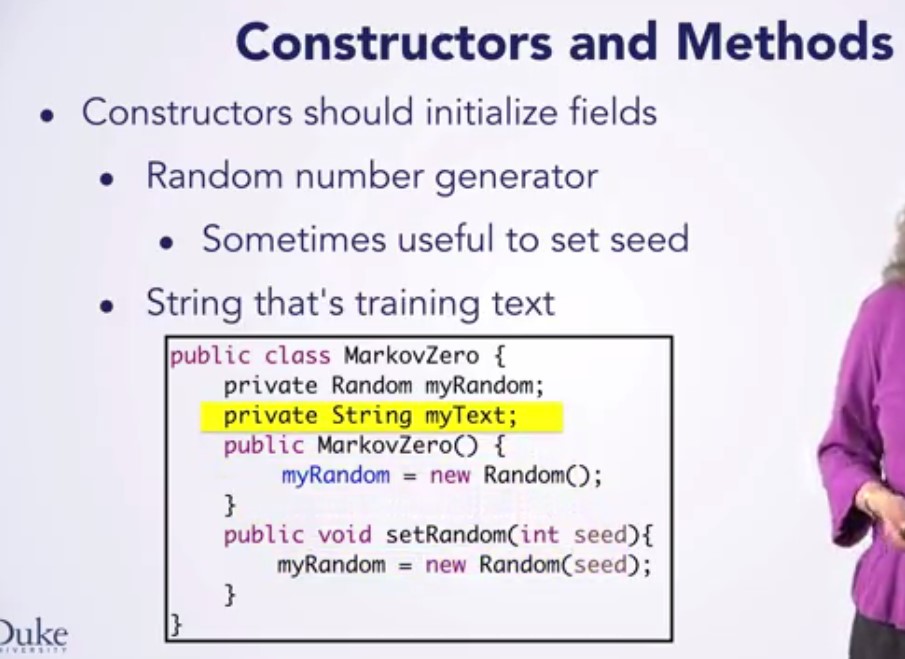 Constructors and Methods
• Constructors should initialize fields
• Random number generator
• Sometimes useful to set seed
• String that's training text
public class MarkovZero {
private Random myRandom;
private String myText;
public MarkovZero() {
myRandom = new Random();
}
public void setRandom(int seed){
myRandom = new Random(seed);
}
}
Duke
UNIVERSITY